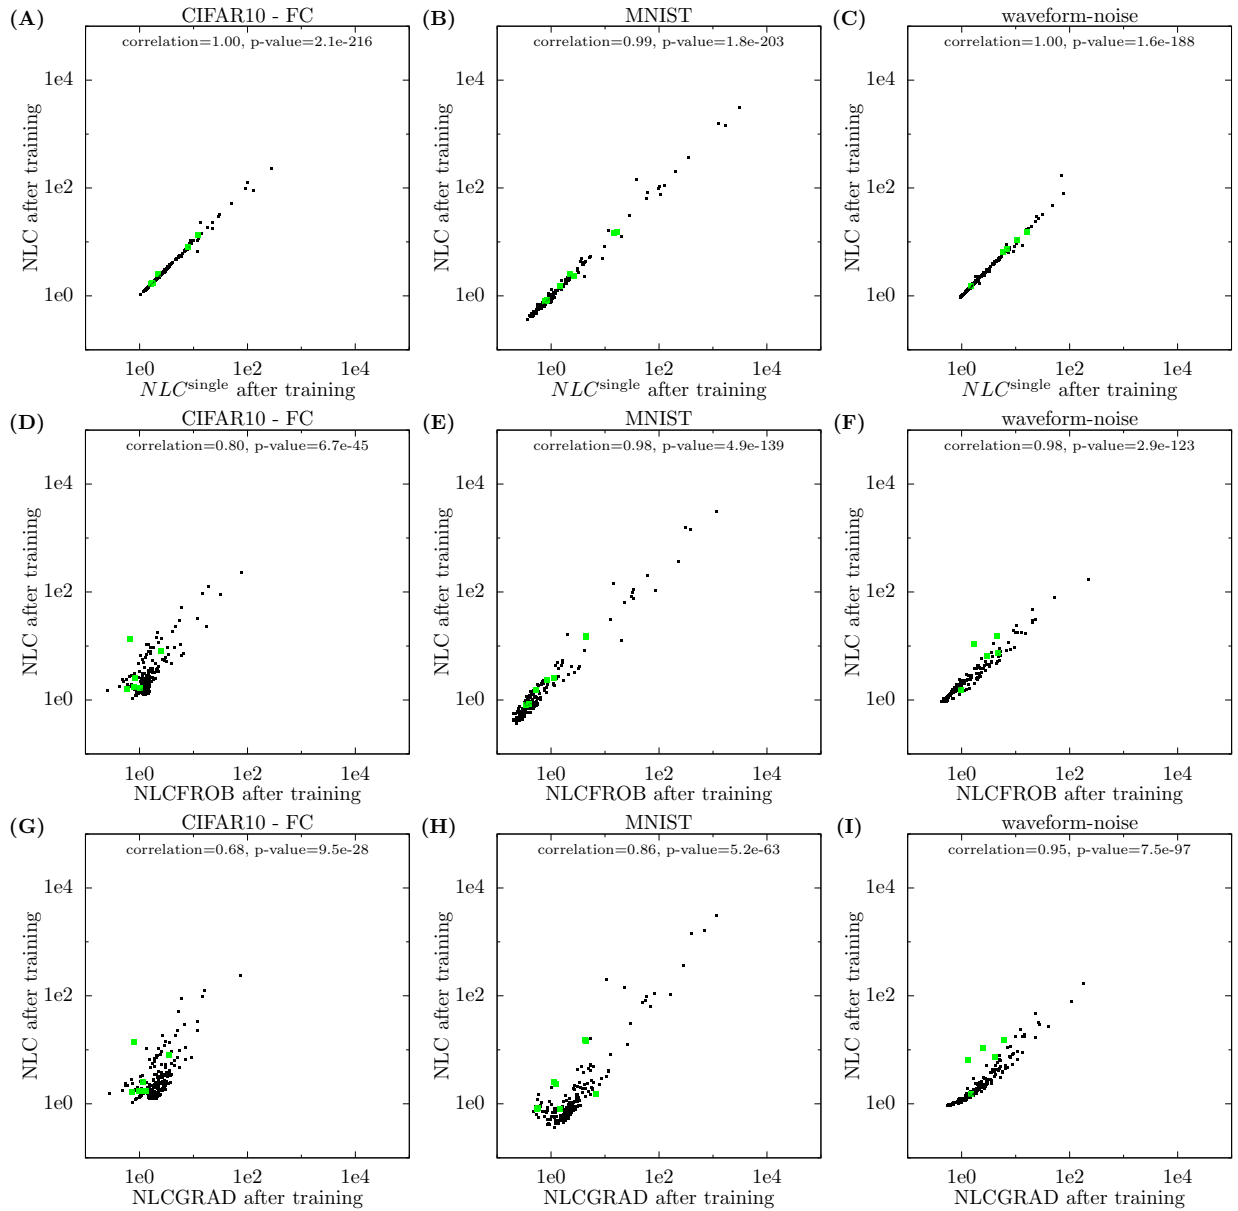 (A)
CIFAR10 - FC
correlation=1.00, p-value=2.1e-216
NLC after training
1e4
1e2
1e0
1e0 1e2 1e4
NLC^single after training
(B)
MNIST
correlation=0.99, p-value=1.8e-203
NLC after training
1e4
1e2
1e0
1e0 1e2 1e4
NLC^single after training
(C)
waveform-noise
correlation=1.00, p-value=1.6e-188
NLC after training
1e4
1e2
1e0
1e0 1e2 1e4
NLC^single after training
(D)
CIFAR10 - FC
correlation=0.80, p-value=6.7e-45
NLC after training
1e4
1e2
1e0
1e0 1e2 1e4
NLCFROB after training
(E)
MNIST
correlation=0.98, p-value=4.9e-139
NLC after training
1e4
1e2
1e0
1e0 1e2 1e4
NLCFROB after training
(F)
waveform-noise
correlation=0.98, p-value=2.9e-123
NLC after training
1e4
1e2
1e0
1e0 1e2 1e4
NLCFROB after training
(G)
CIFAR10 - FC
correlation=0.68, p-value=9.5e-28
NLC after training
1e4
1e2
1e0
1e0 1e2 1e4
NLCGRAD after training
(H)
MNIST
correlation=0.86, p-value=5.2e-63
NLC after training
1e4
1e2
1e0
1e0 1e2 1e4
NLCGRAD after training
(I)
waveform-noise
correlation=0.95, p-value=7.5e-97
NLC after training
1e4
1e2
1e0
1e0 1e2 1e4
NLCGRAD after training